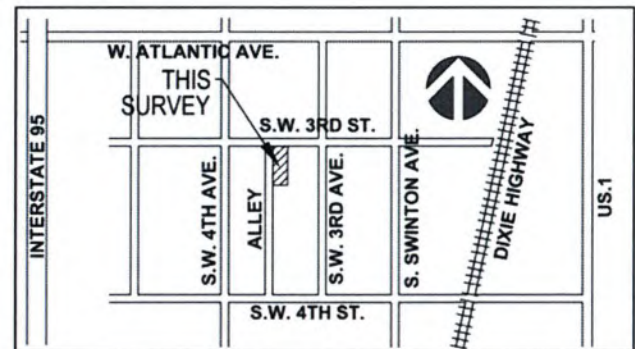 W. ATLANTIC AVE.
THIS
SURVEY
S.W. 3RD ST.
INTERSTATE 95
S.W. 4TH AVE.
ALLEY
S.W. 3RD AVE.
S. SWINTON AVE.
DIXIE HIGHWAY
US.1
S.W. 4TH ST.